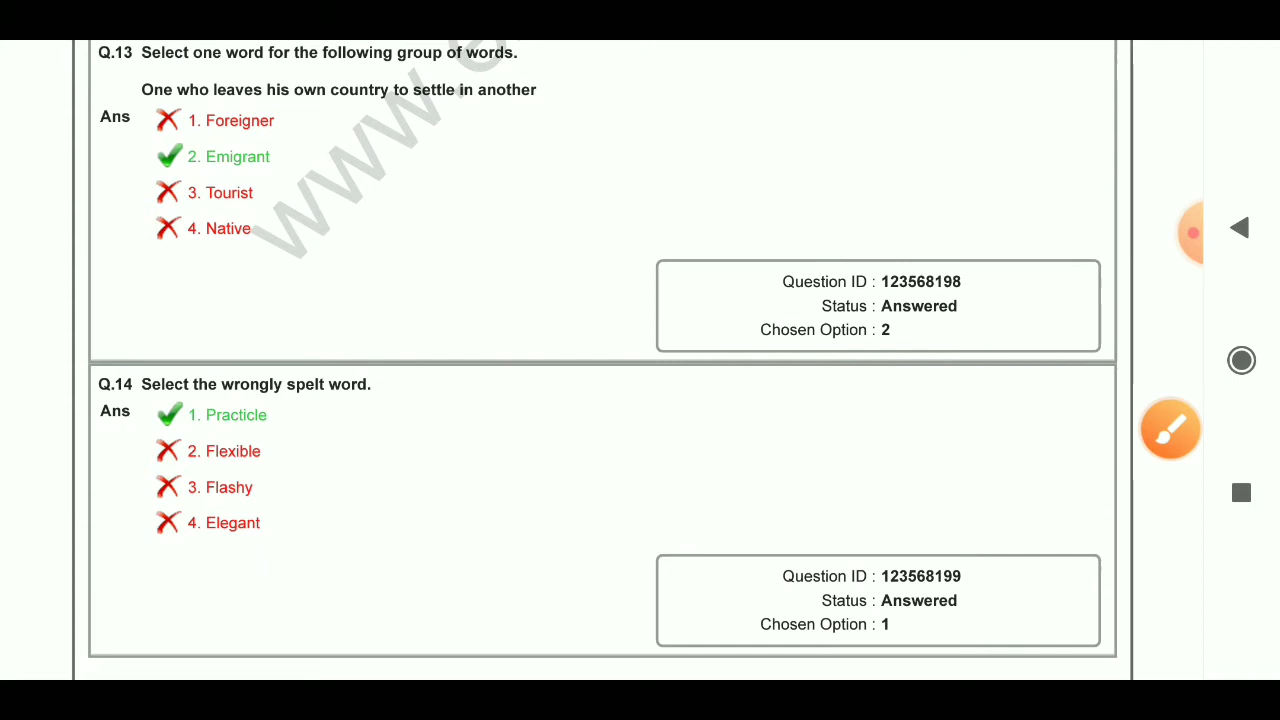 Q.13 Select one word for the following group of words.
One who leaves his own country to settle in another
Ans 1. Foreigner
2. Emigrant
3. Tourist
4. Native
Question ID : 123568198
Status : Answered
Chosen Option : 2
Q.14 Select the wrongly spelt word.
Ans 1. Practicle
2. Flexible
3. Flashy
4. Elegant
Question ID : 123568199
Status : Answered
Chosen Option : 1
www.e